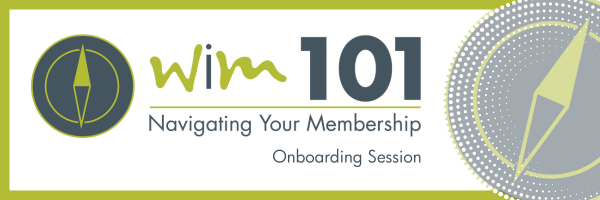 wim 101
Navigating Your Membership
Onboarding Session